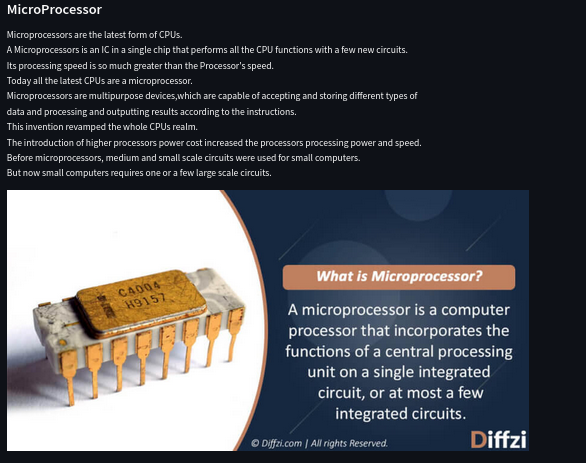 MicroProcessor
Microprocessors are the latest form of CPUs.
A Microprocessors is an IC in a single chip that performs all the CPU functions with a few new circuits.
Its processing speed is so much greater than the Processor's speed.
Today all the latest CPUs are a microprocessor.
Microprocessors are multipurpose devices,which are capable of accepting and storing different types of
data and processing and outputting results according to the instructions.
This invention revamped the whole CPUs realm.
The introduction of higher processors power cost increased the processors processing power and speed.
Before microprocessors, medium and small scale circuits were used for small computers.
But now small computers requires one or a few large scale circuits.
C4004
H9157
What is Microprocessor?
A microprocessor is a computer
processor that incorporates the
functions of a central processing
unit on a single integrated
circuit, or at most a few
integrated circuits.
© Diffzi.com | All rights Reserved.
Diffzi